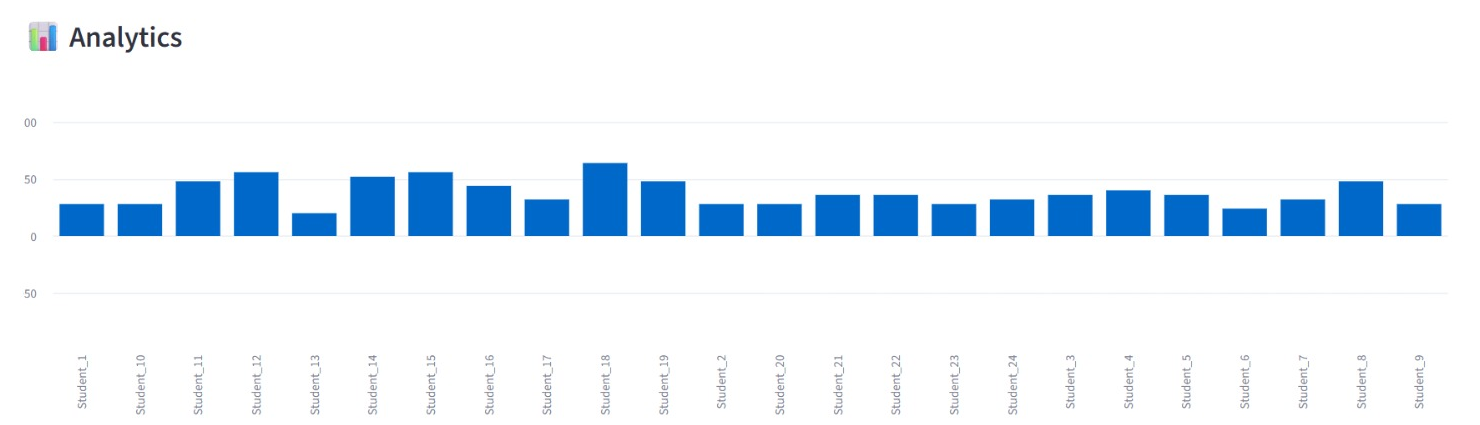 Analytics
00
50
0
50
Student_1
Student_10
Student_11
Student_12
Student_13
Student_14
Student_15
Student_16
Student_17
Student_18
Student_19
Student_2
Student_20
Student_21
Student_22
Student_23
Student_24
Student_3
Student_4
Student_5
Student_6
Student_7
Student_8
Student_9